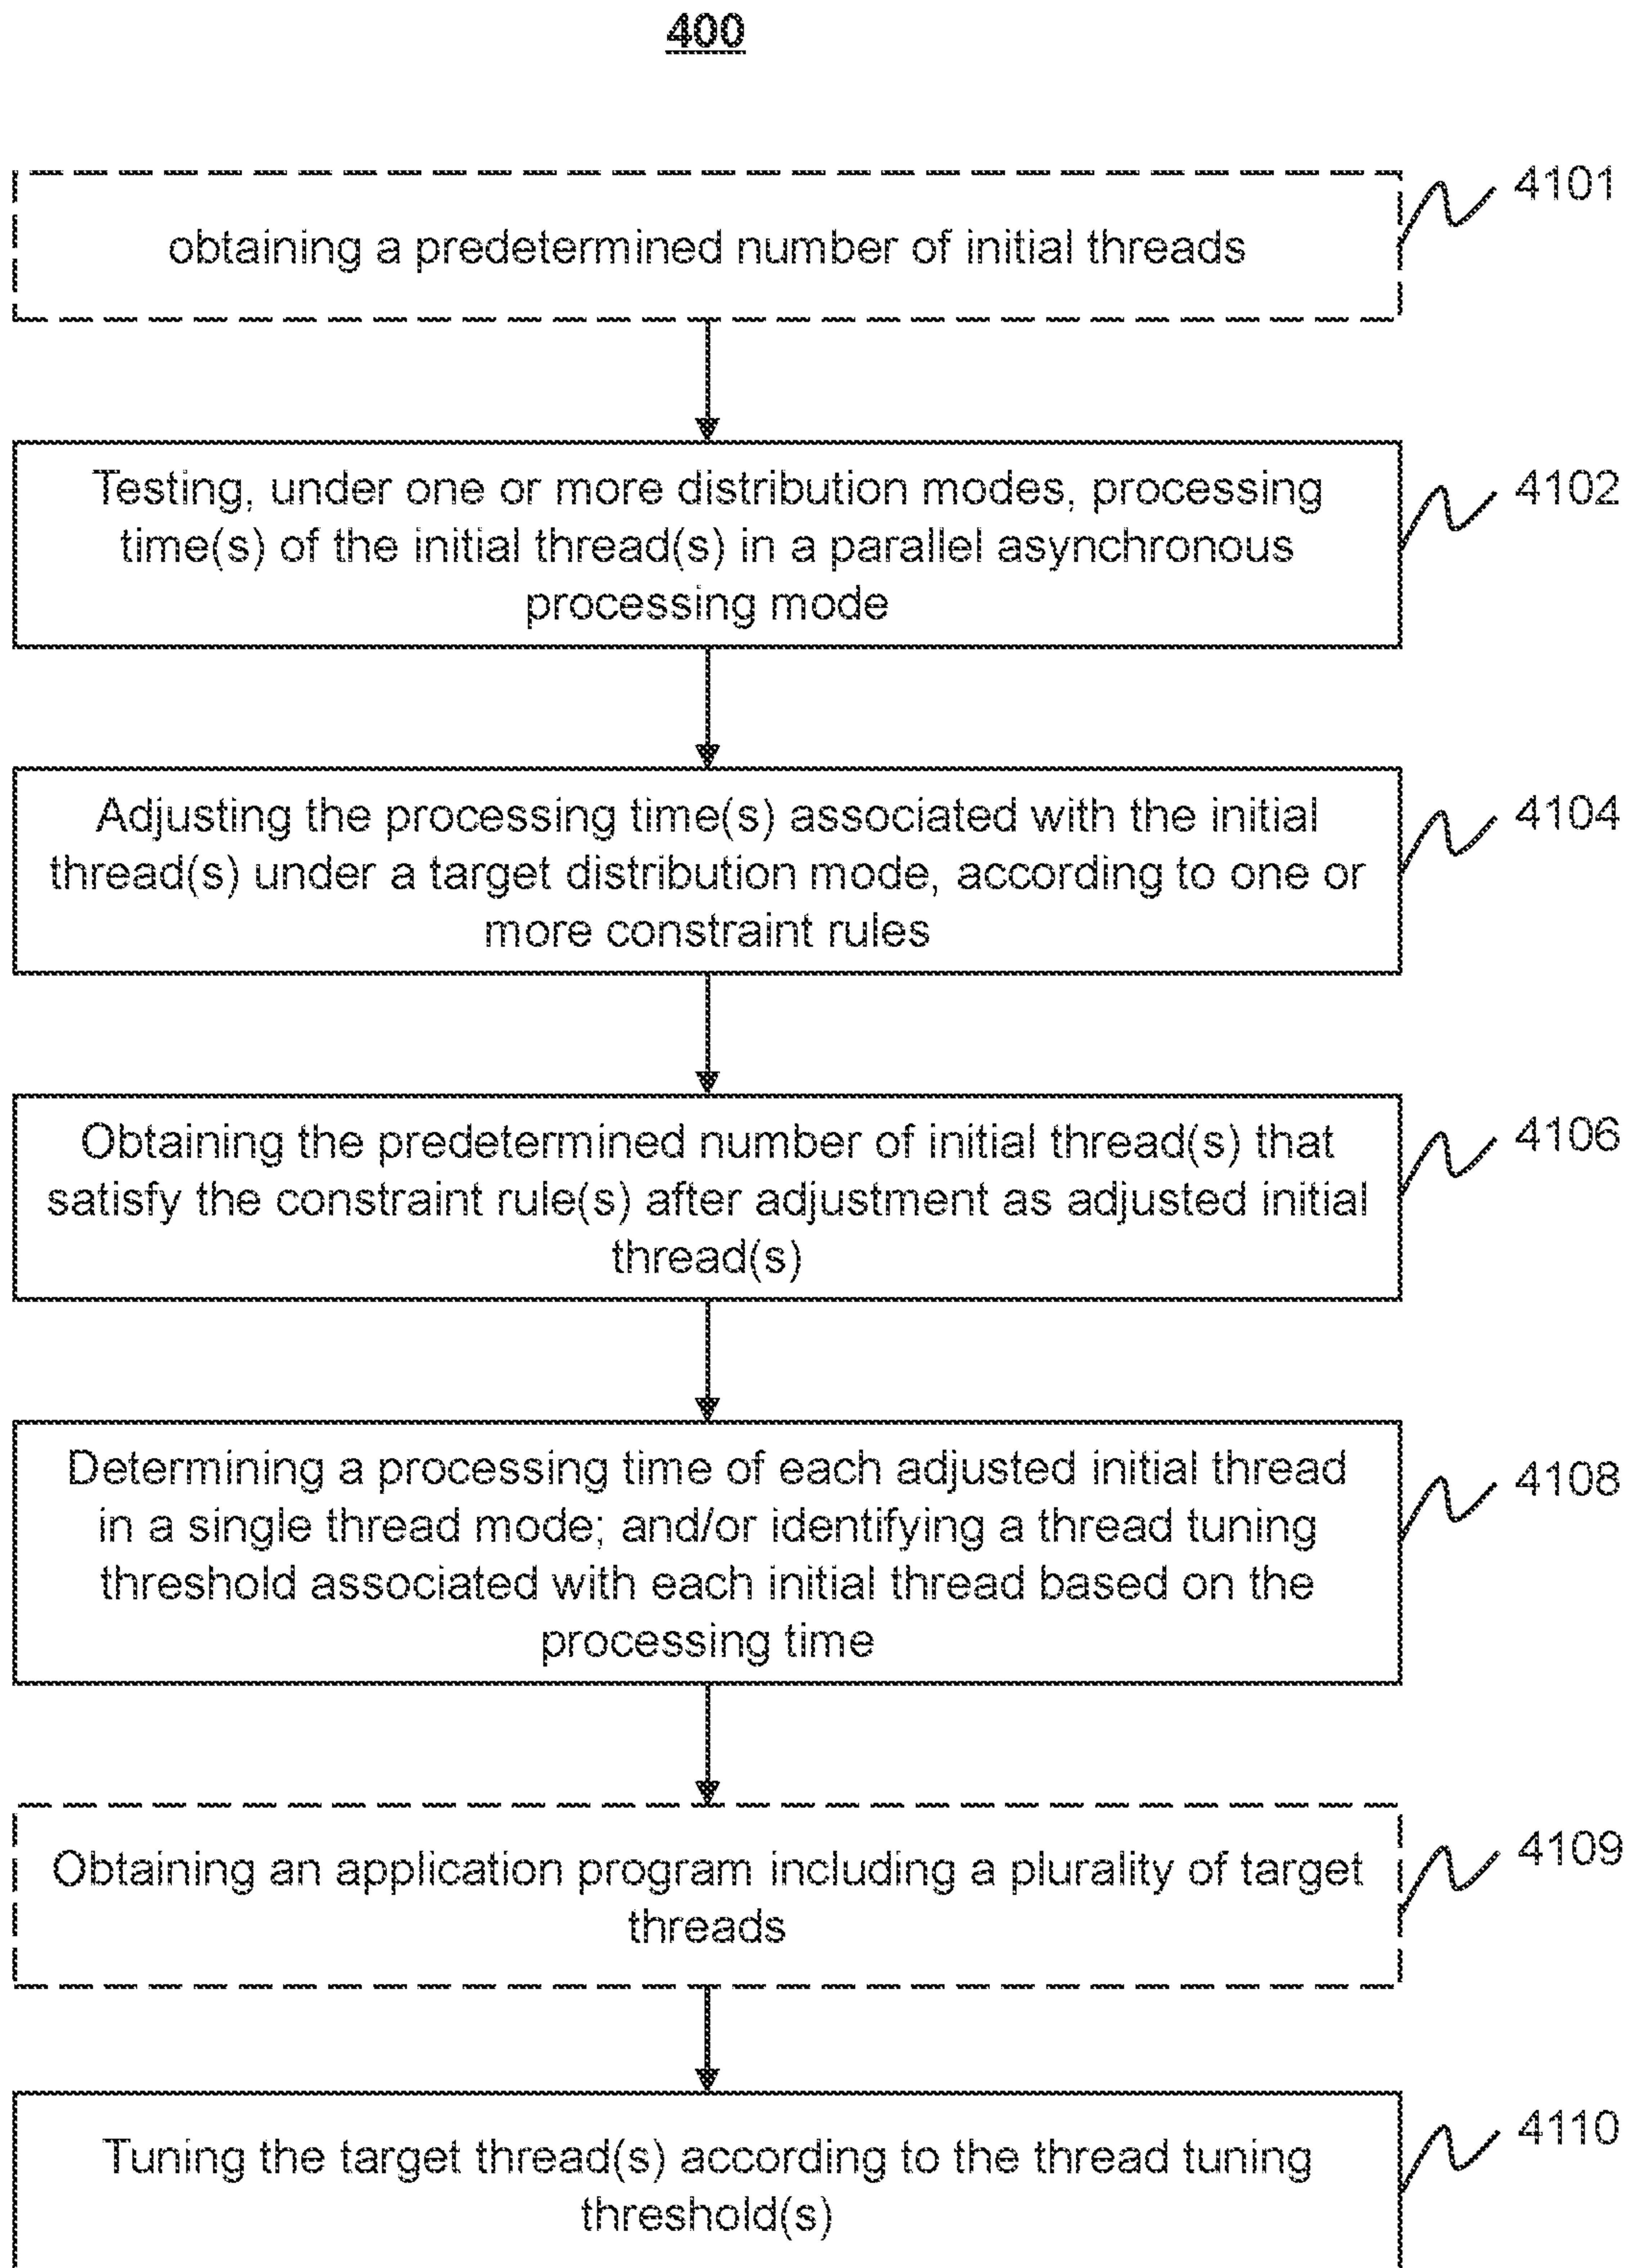 400
4101
obtaining a predetermined number of initial threads
4102
Testing, under one or more distribution modes, processing
time(s) of the initial thread(s) in a parallel asynchronous
processing mode
4104
Adjusting the processing time(s) associated with the initial
thread(s) under a target distribution mode, according to one or
more constraint rules
4106
Obtaining the predetermined number of initial thread(s) that
satisfy the constraint rule(s) after adjustment as adjusted initial
thread(s)
4108
Determining a processing time of each adjusted initial thread
in a single thread mode; and/or identifying a thread tuning
threshold associated with each initial thread based on the
processing time
4109
Obtaining an application program including a plurality of target
threads
4110
Tuning the target thread(s) according to the thread tuning
threshold(s)